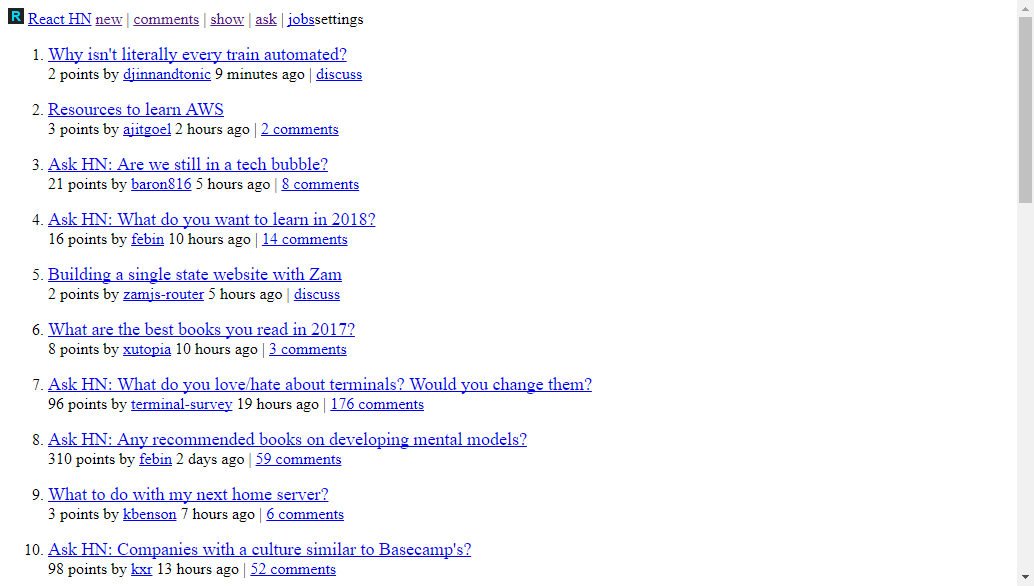 R React HN new | comments | show | ask | jobssettings
1. Why isn't literally every train automated?
2 points by djinnandtonic 9 minutes ago | discuss
2. Resources to learn AWS
3 points by ajitgoel 2 hours ago | 2 comments
3. Ask HN: Are we still in a tech bubble?
21 points by baron816 5 hours ago | 8 comments
4. Ask HN: What do you want to learn in 2018?
16 points by febin 10 hours ago | 14 comments
5. Building a single state website with Zam
2 points by zamjs-router 5 hours ago | discuss
6. What are the best books you read in 2017?
8 points by xutopia 10 hours ago | 3 comments
7. Ask HN: What do you love/hate about terminals? Would you change them?
96 points by terminal-survey 19 hours ago | 176 comments
8. Ask HN: Any recommended books on developing mental models?
310 points by febin 2 days ago | 59 comments
9. What to do with my next home server?
3 points by kbenson 7 hours ago | 6 comments
10. Ask HN: Companies with a culture similar to Basecamp's?
98 points by kxr 13 hours ago | 52 comments